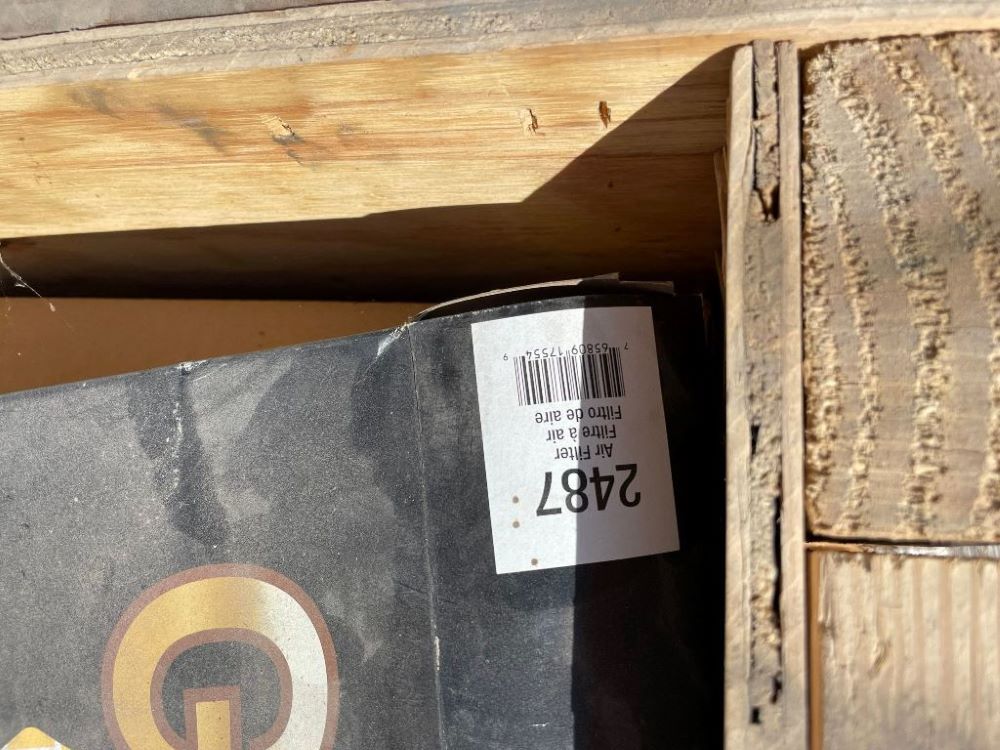 2487
Air Filter
Filtre à air
Filtro de aire
7 65809 17554 9
G